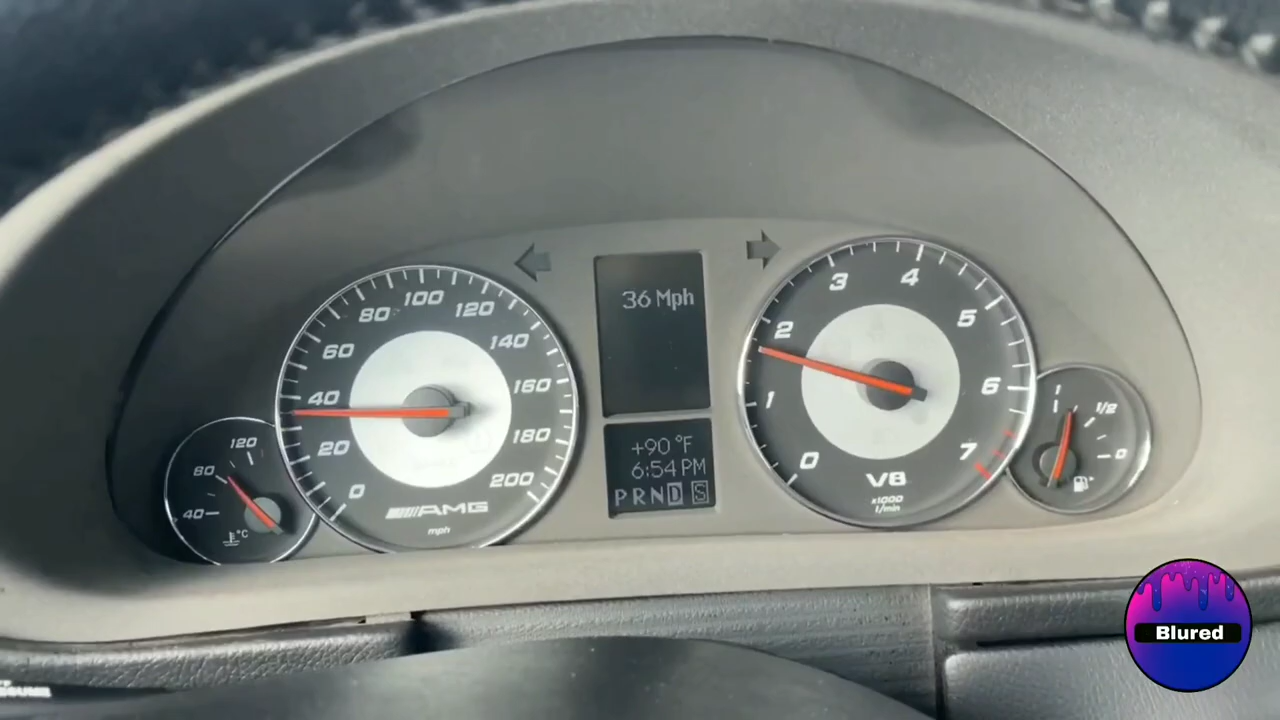 36 Mph
+90 °F
6:54 PM
P R N D S
0
20
40
60
80
100
120
140
160
180
200
AMG
mph
0
1
2
3
4
5
6
7
V8
x1000
1/min
120
80
40
°C
1
1/2
0
Blured